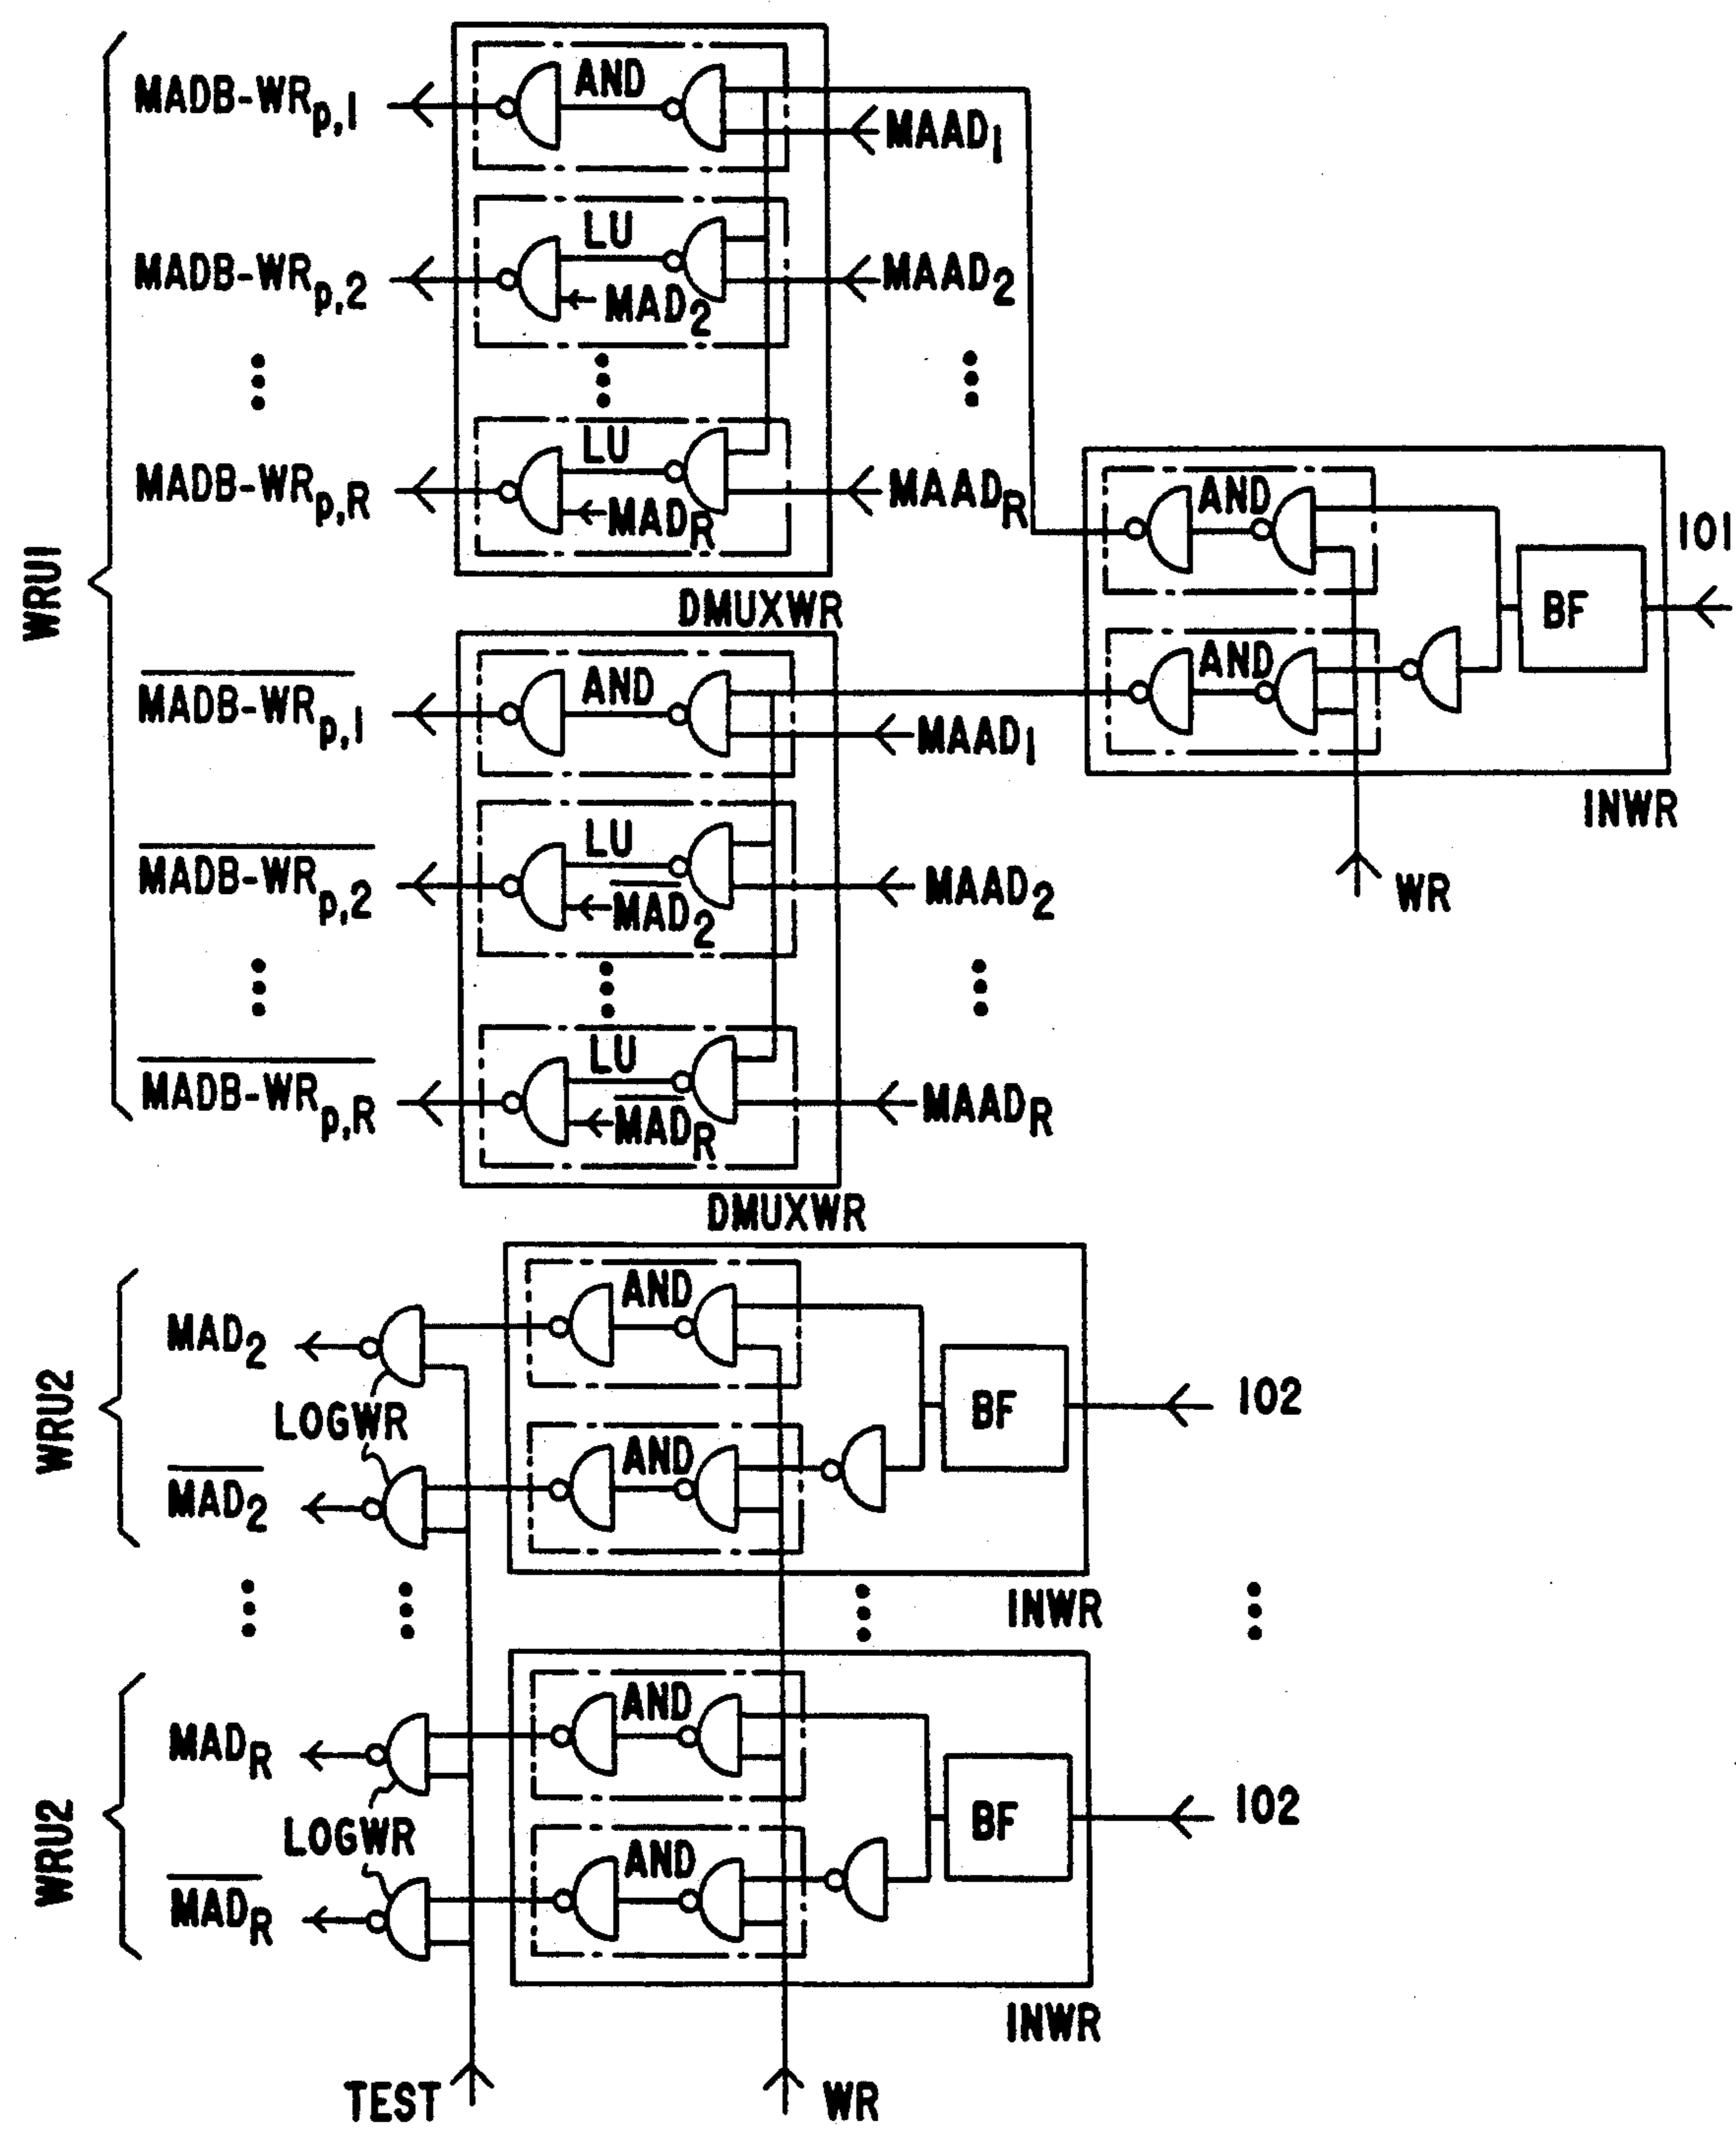 WRU1
MADB-WRp,1
AND
MAAD1
MADB-WRp,2
LU
MAD2
MAAD2
MADB-WRp,R
LU
MADR
MAADR
DMUXWR
AND
AND
BF
IO1
INWR
WR
MADB-WRp,1
AND
MAAD1
MADB-WRp,2
LU
MAD2
MAAD2
MADB-WRp,R
LU
MADR
MAADR
DMUXWR
WRU2
MAD2
LOGWR
MAD2
AND
AND
BF
IO2
INWR
WRU2
MADR
LOGWR
MADR
AND
AND
BF
IO2
INWR
TEST
WR